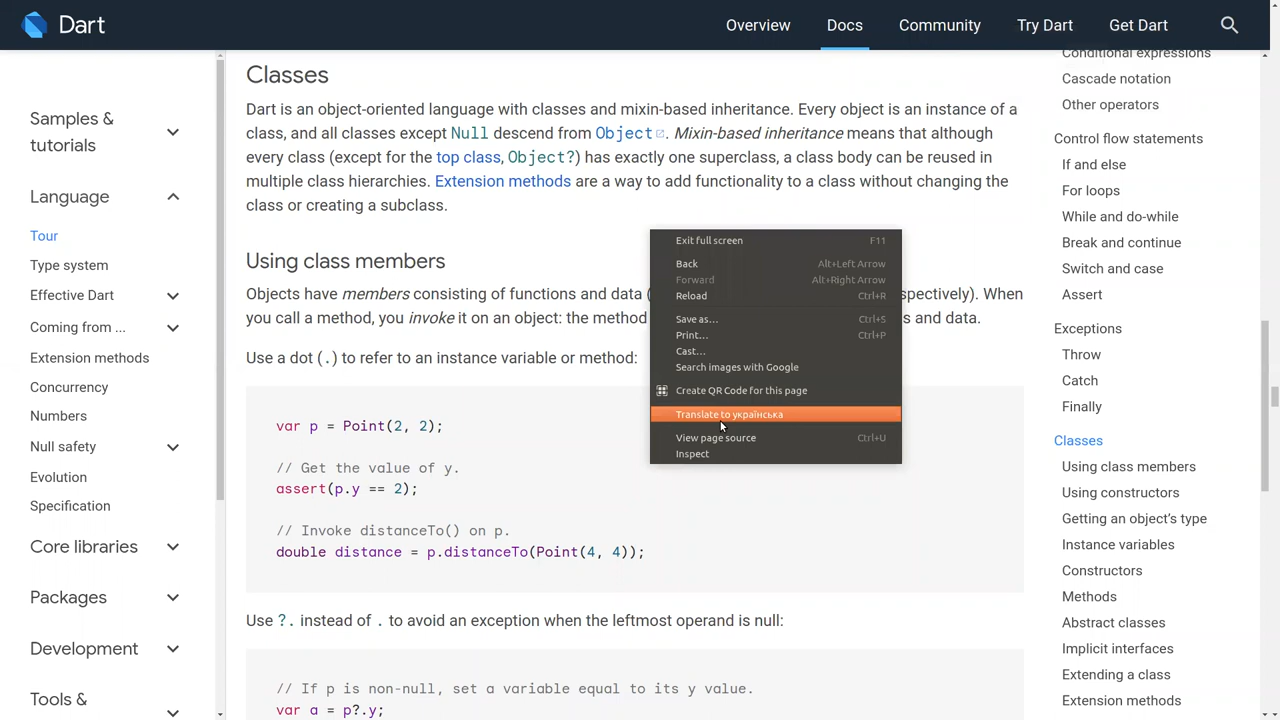 Dart
Overview
Docs
Community
Try Dart
Get Dart
Samples &
tutorials
Language
Tour
Type system
Effective Dart
Coming from ...
Extension methods
Concurrency
Numbers
Null safety
Evolution
Specification
Core libraries
Packages
Development
Tools &
Classes
Dart is an object-oriented language with classes and mixin-based inheritance. Every object is an instance of a
class, and all classes except Null descend from Object. Mixin-based inheritance means that although
every class (except for the top class, Object?) has exactly one superclass, a class body can be reused in
multiple class hierarchies. Extension methods are a way to add functionality to a class without changing the
class or creating a subclass.
Using class members
Objects have members consisting of functions and data (
spectively). When
you call a method, you invoke it on an object: the method
s and data.
Use a dot (.) to refer to an instance variable or method:
var p = Point(2, 2);
// Get the value of y.
assert(p.y == 2);
// Invoke distanceTo() on p.
double distance = p.distanceTo(Point(4, 4));
Use ?. instead of . to avoid an exception when the leftmost operand is null:
// If p is non-null, set a variable equal to its y value.
var a = p?.y;
Exit full screen F11
Back Alt+Left Arrow
Forward Alt+Right Arrow
Reload Ctrl+R
Save as… Ctrl+S
Print… Ctrl+P
Cast…
Search images with Google
Create QR Code for this page
Translate to українська
View page source Ctrl+U
Inspect
Conditional expressions
Cascade notation
Other operators
Control flow statements
If and else
For loops
While and do-while
Break and continue
Switch and case
Assert
Exceptions
Throw
Catch
Finally
Classes
Using class members
Using constructors
Getting an object's type
Instance variables
Constructors
Methods
Abstract classes
Implicit interfaces
Extending a class
Extension methods